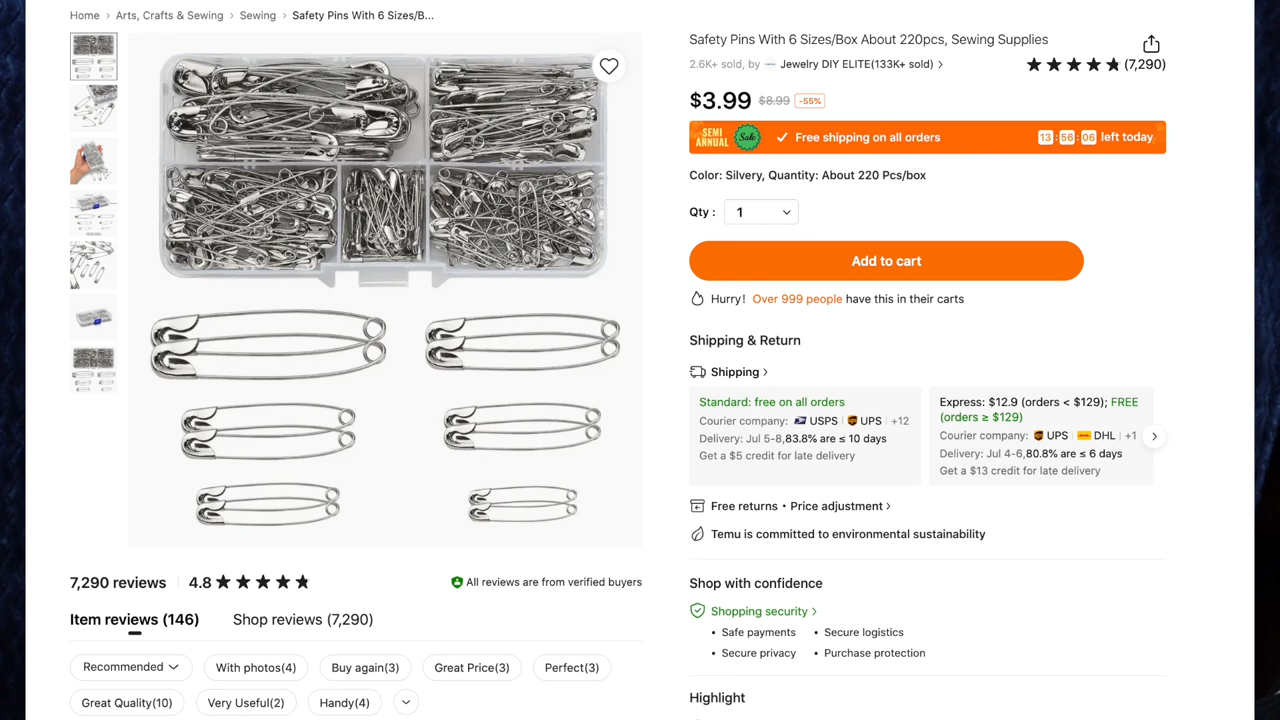 Home › Arts, Crafts & Sewing › Sewing › Safety Pins With 6 Sizes/B...
Safety Pins With 6 Sizes/Box About 220pcs, Sewing Supplies
2.6K+ sold, by Jewelry DIY ELITE(133K+ sold) ›
(7,290)
$3.99 $8.99 -55%
SEMI ANNUAL Sale ✓ Free shipping on all orders 13:56:06 left today
Color: Silvery, Quantity: About 220 Pcs/box
Qty : 1
Add to cart
Hurry! Over 999 people have this in their carts
Shipping & Return
Shipping ›
Standard: free on all orders
Courier company: USPS | UPS | +12
Delivery: Jul 5-8, 83.8% are ≤ 10 days
Get a $5 credit for late delivery
Express: $12.9 (orders < $129); FREE
(orders ≥ $129)
Courier company: UPS | DHL | +1
Delivery: Jul 4-6, 80.8% are ≤ 6 days
Get a $13 credit for late delivery
Free returns • Price adjustment ›
Temu is committed to environmental sustainability
Shop with confidence
Shopping security ›
• Safe payments • Secure logistics
• Secure privacy • Purchase protection
Highlight
7,290 reviews | 4.8 ★★★★★
All reviews are from verified buyers
Item reviews (146) Shop reviews (7,290)
Recommended With photos(4) Buy again(3) Great Price(3) Perfect(3)
Great Quality(10) Very Useful(2) Handy(4)